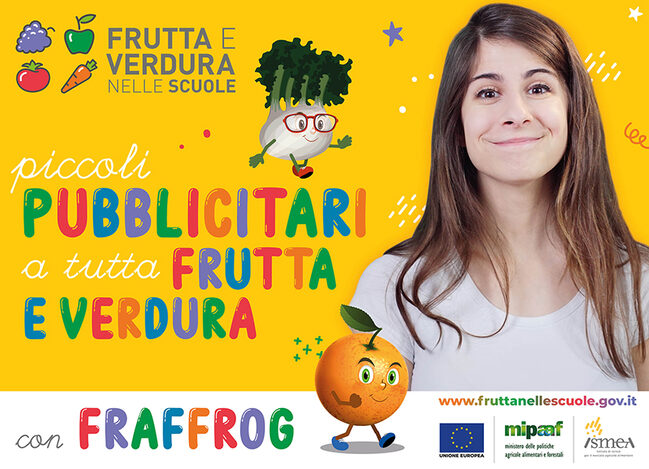 FRUTTA E
VERDURA
NELLE SCUOLE
piccoli
PUBBLICITARI
a tutta FRUTTA
E VERDURA
con FRAFFROG
www.fruttanellescuole.gov.it
UNIONE EUROPEA
mipaaf
ministero delle politiche
agricole alimentari e forestali
ismea